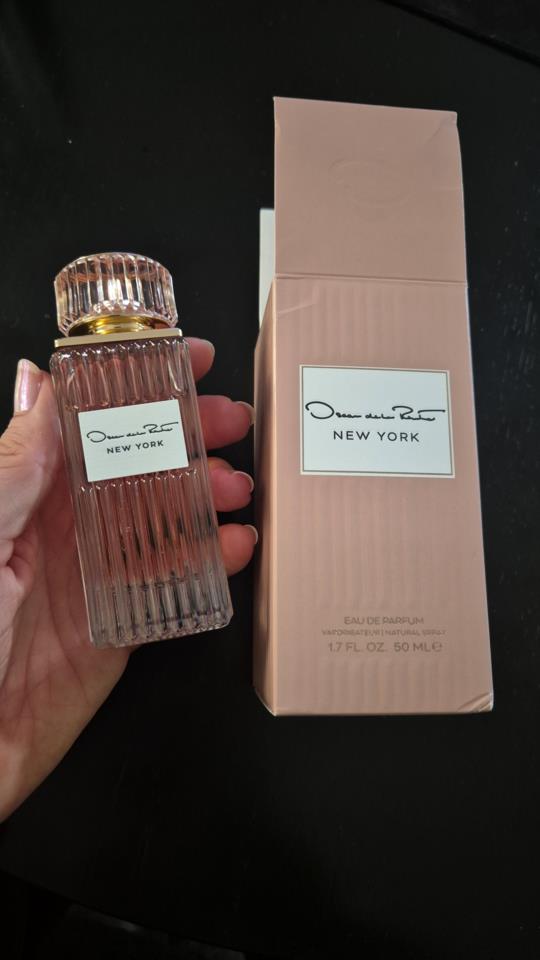 Oscar de la Renta
NEW YORK
Oscar de la Renta
NEW YORK
EAU DE PARFUM
VAPORISATEUR | NATURAL SPRAY
1.7 FL. OZ. 50 ML℮